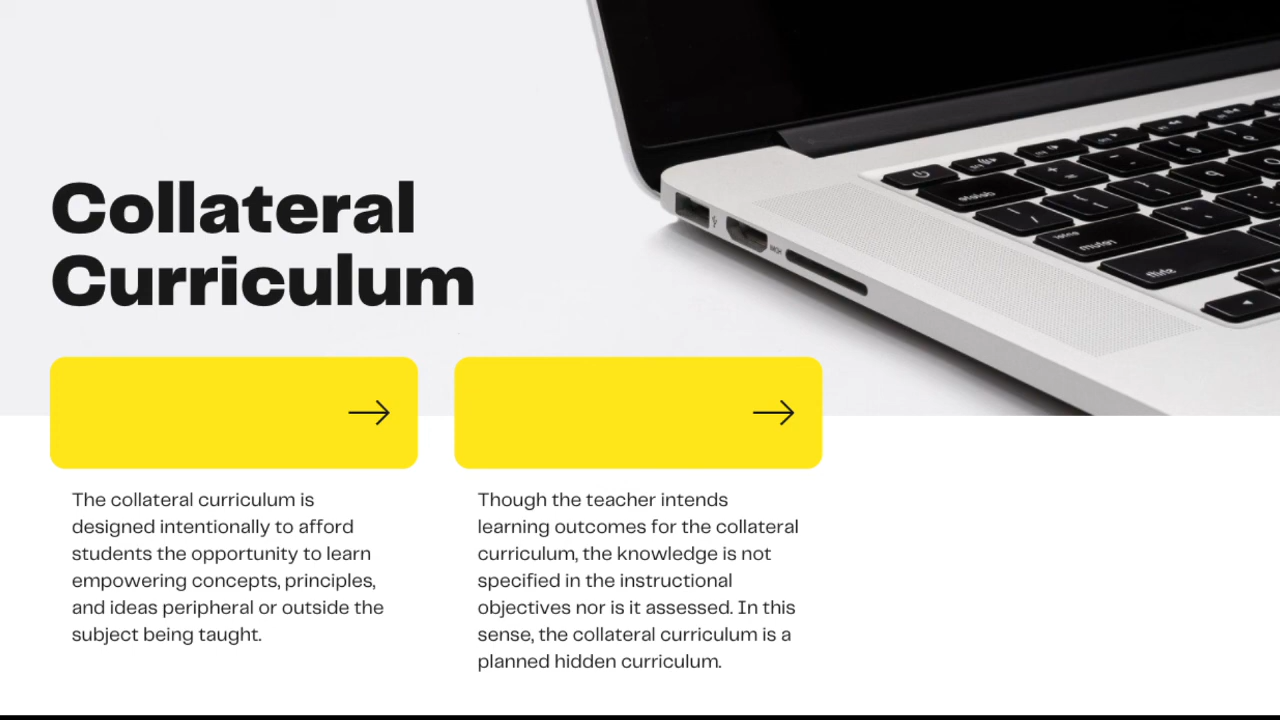 Collateral
Curriculum
The collateral curriculum is
designed intentionally to afford
students the opportunity to learn
empowering concepts, principles,
and ideas peripheral or outside the
subject being taught.
Though the teacher intends
learning outcomes for the collateral
curriculum, the knowledge is not
specified in the instructional
objectives nor is it assessed. In this
sense, the collateral curriculum is a
planned hidden curriculum.